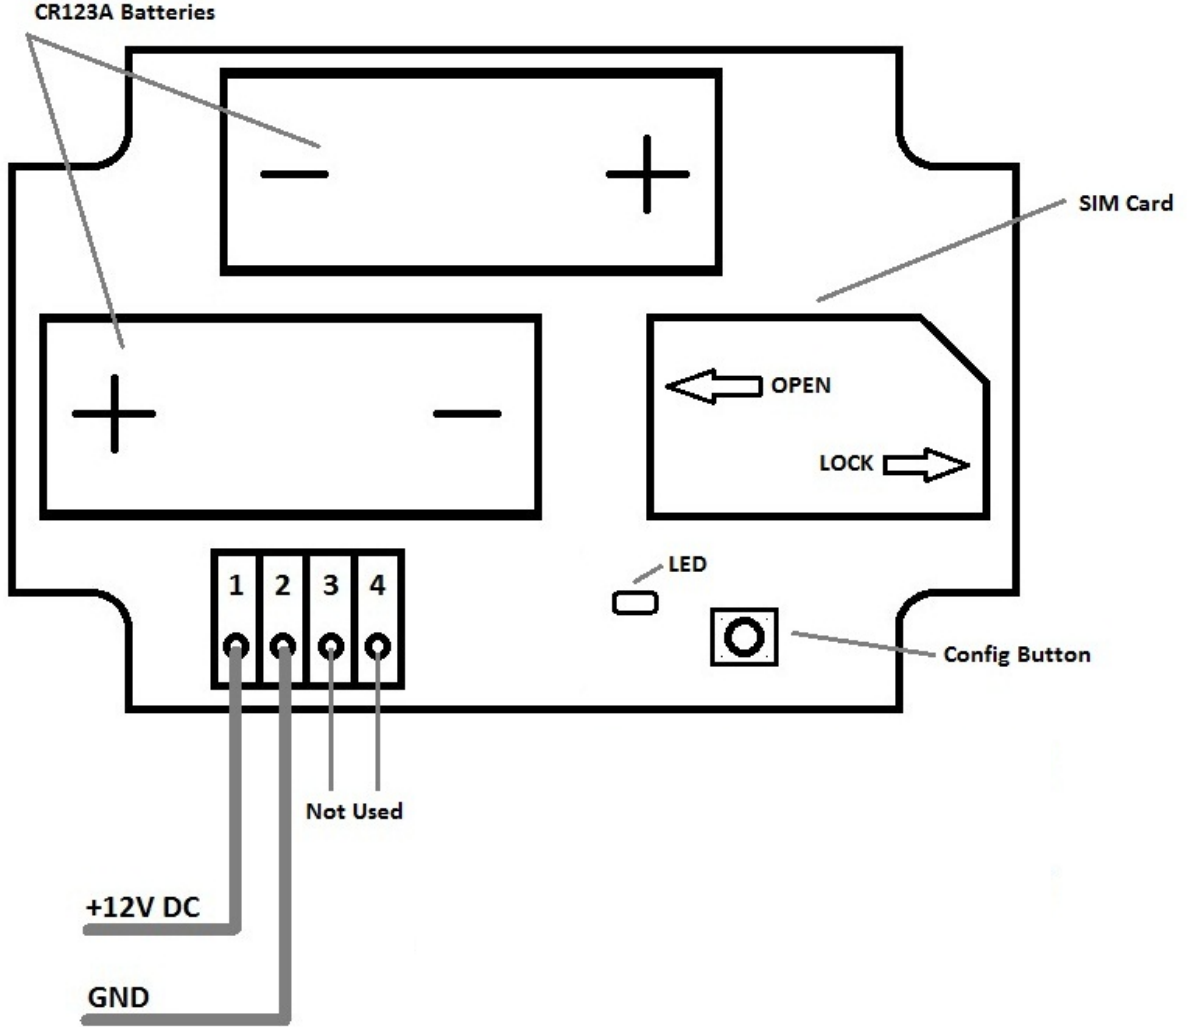 CR123A Batteries
SIM Card
OPEN
LOCK
LED
1 2 3 4
Config Button
Not Used
+12V DC
GND